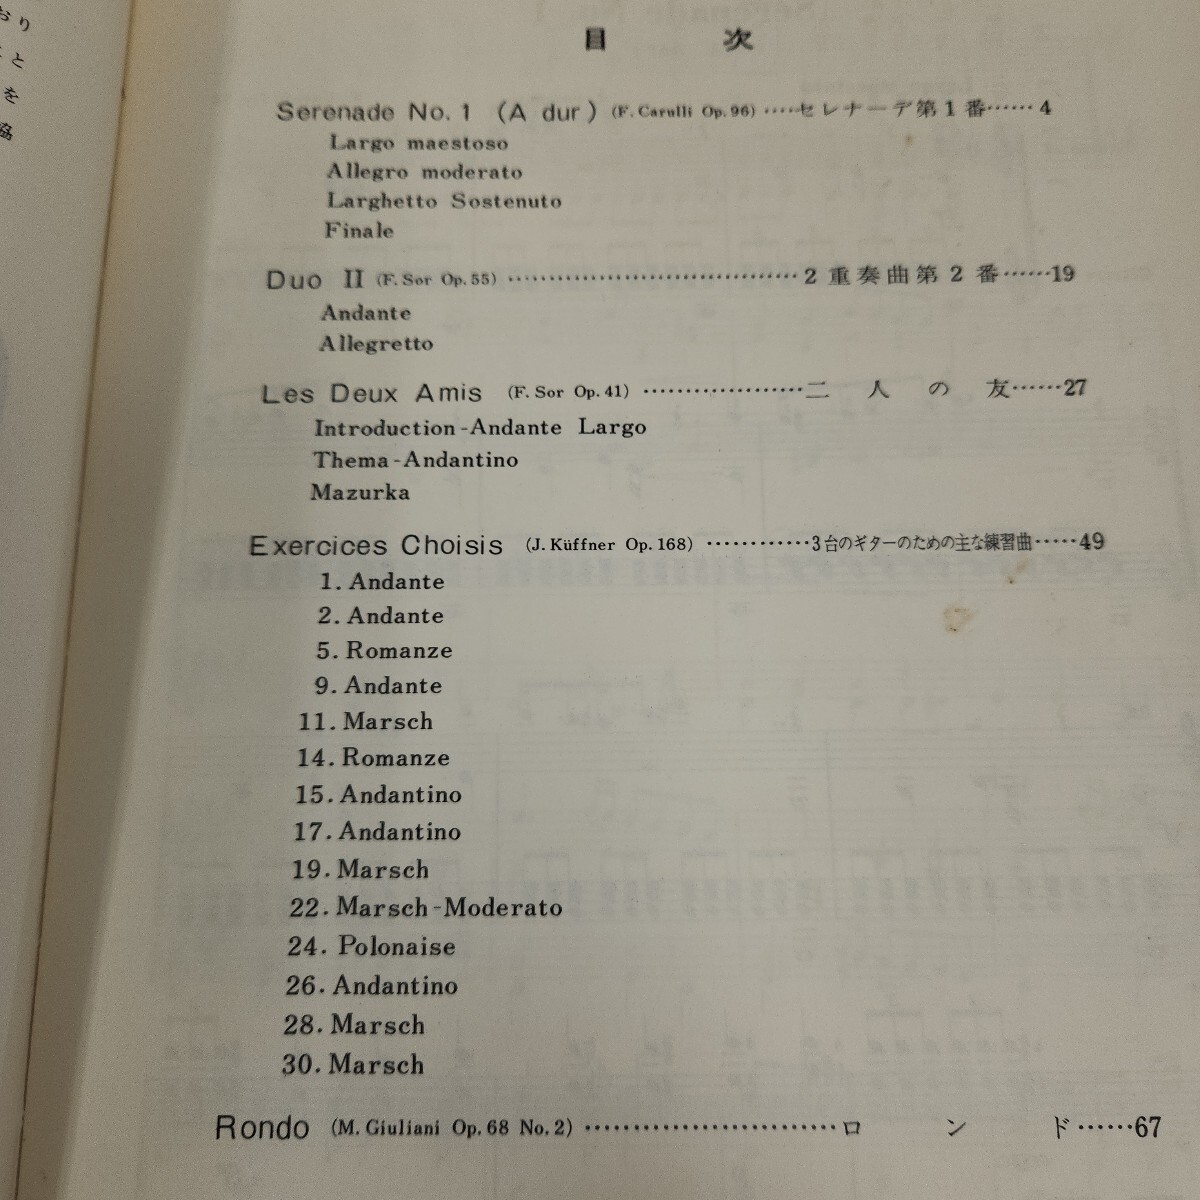 おり
と
を
協
目次
Serenade No. 1 (A dur) (F. Carulli Op. 96) ‥‥セレナーデ第1番‥‥‥4
Largo maestoso
Allegro moderato
Larghetto Sostenuto
Finale
Duo II (F. Sor Op. 55) ‥‥‥‥‥‥‥‥‥‥‥‥2重奏曲第2番‥‥‥19
Andante
Allegretto
Les Deux Amis (F. Sor Op. 41) ‥‥‥‥‥‥‥二人の友‥‥‥27
Introduction-Andante Largo
Thema-Andantino
Mazurka
Exercices Choisis (J. Küffner Op. 168) ‥‥‥‥3台のギターのための主な練習曲‥‥‥49
1. Andante
2. Andante
5. Romanze
9. Andante
11. Marsch
14. Romanze
15. Andantino
17. Andantino
19. Marsch
22. Marsch-Moderato
24. Polonaise
26. Andantino
28. Marsch
30. Marsch
Rondo (M. Giuliani Op. 68 No. 2) ‥‥‥‥‥‥‥‥‥ロンド‥‥‥67